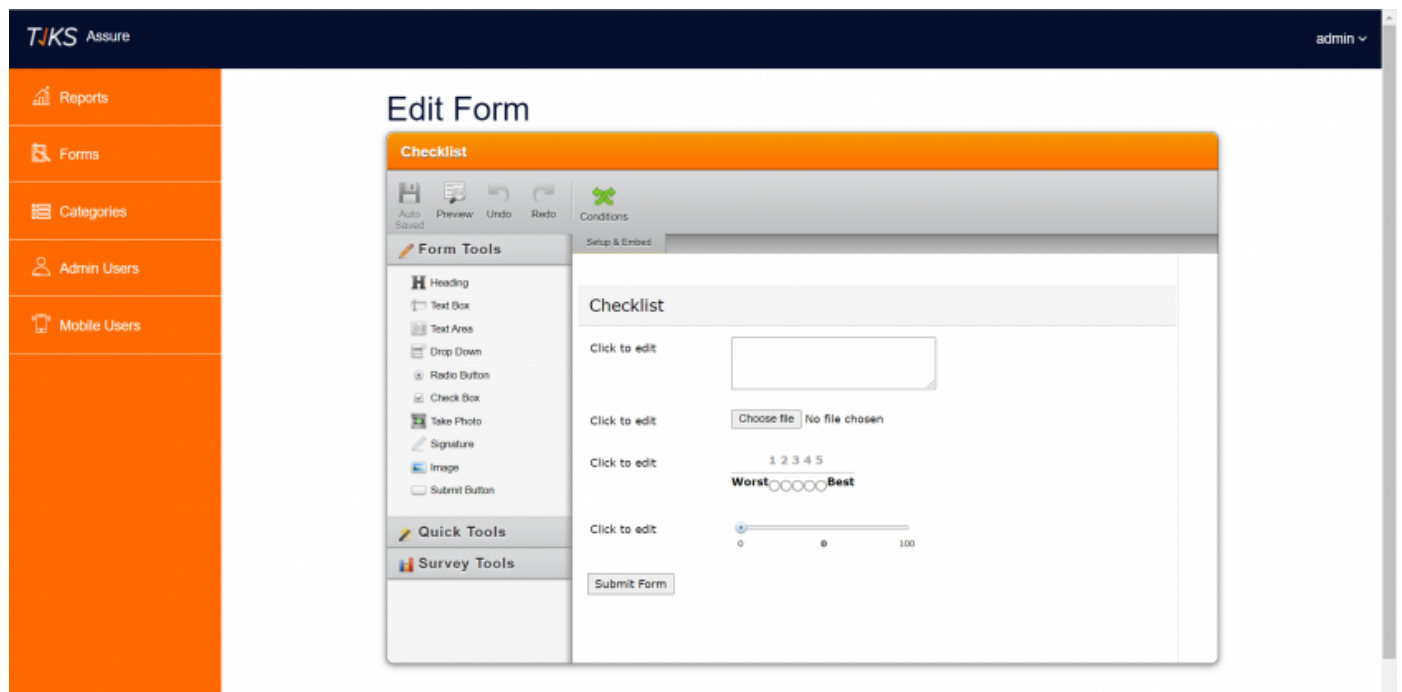 TJKS Assure
admin
Reports
Forms
Categories
Admin Users
Mobile Users
Edit Form
Checklist
Auto Saved
Preview
Undo
Redo
Conditions
Form Tools
Setup & Embed
Heading
Text Box
Text Area
Drop Down
Radio Button
Check Box
Take Photo
Signature
Image
Submit Button
Quick Tools
Survey Tools
Checklist
Click to edit
Click to edit
Choose file No file chosen
Click to edit
1 2 3 4 5
Worst Best
Click to edit
0 0 100
Submit Form